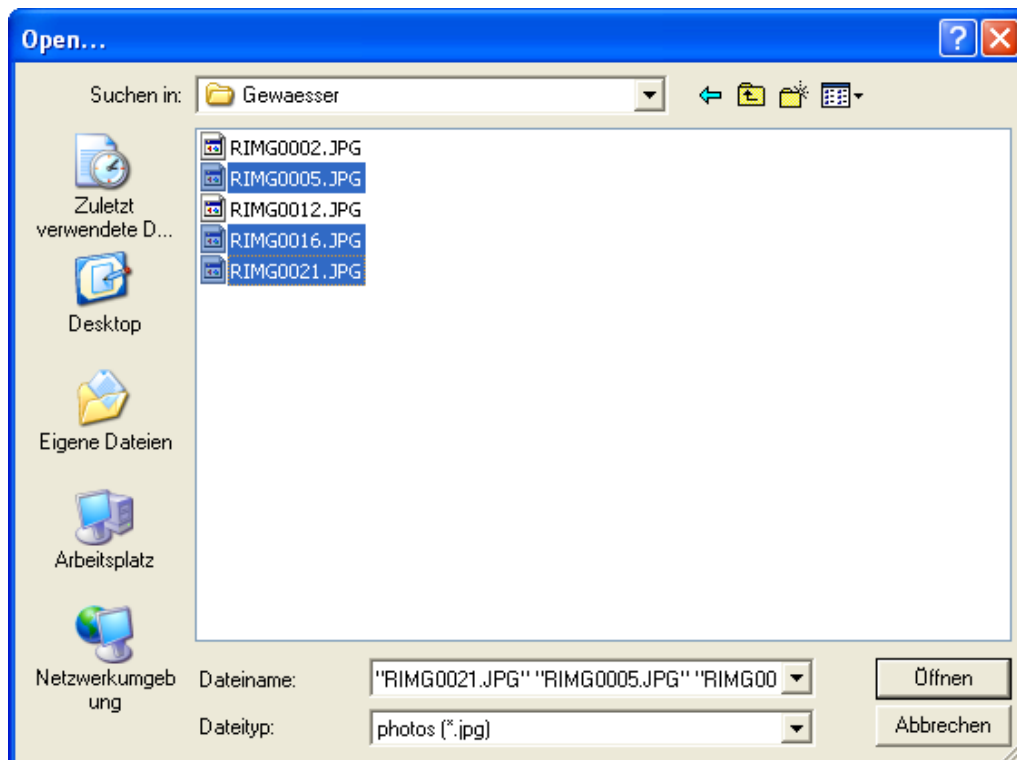 Open...
Suchen in:
Gewaesser
RIMG0002.JPG
RIMG0005.JPG
RIMG0012.JPG
RIMG0016.JPG
RIMG0021.JPG
Zuletzt
verwendete D...
Desktop
Eigene Dateien
Arbeitsplatz
Netzwerkumgeb
ung
Dateiname:
"RIMG0021.JPG" "RIMG0005.JPG" "RIMG00
Öffnen
Dateityp:
photos (*.jpg)
Abbrechen